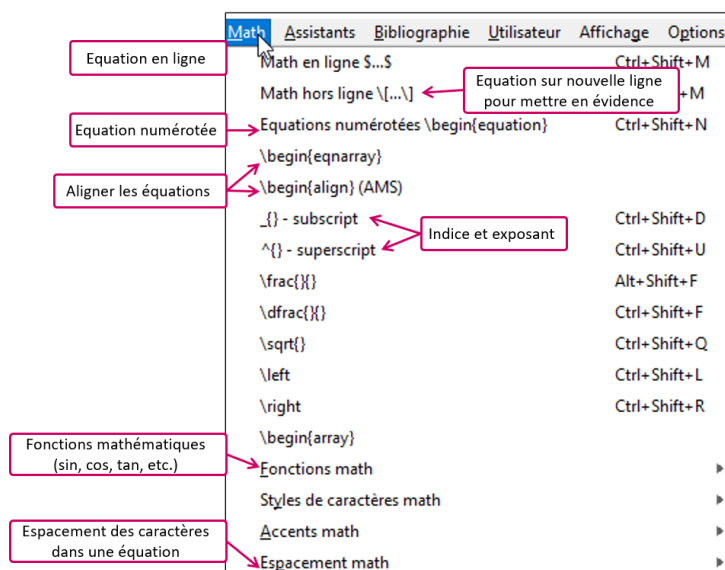 Math Assistants Bibliographie Utilisateur Affichage Options
Equation en ligne
Math en ligne $...$ Ctrl+Shift+M
Math hors ligne \[...\]
Equation sur nouvelle ligne
pour mettre en évidence
+M
Equation numérotée
Equations numérotées \begin{equation} Ctrl+Shift+N
\begin{eqnarray}
Aligner les équations
\begin{align} (AMS)
_{} - subscript Ctrl+Shift+D
Indice et exposant
^{} - superscript Ctrl+Shift+U
\frac{}{} Alt+Shift+F
\dfrac{}{} Ctrl+Shift+F
\sqrt{} Ctrl+Shift+Q
\left Ctrl+Shift+L
\right Ctrl+Shift+R
\begin{array}
Fonctions mathématiques
(sin, cos, tan, etc.)
Fonctions math
Styles de caractères math
Accents math
Espacement des caractères
dans une équation
Espacement math